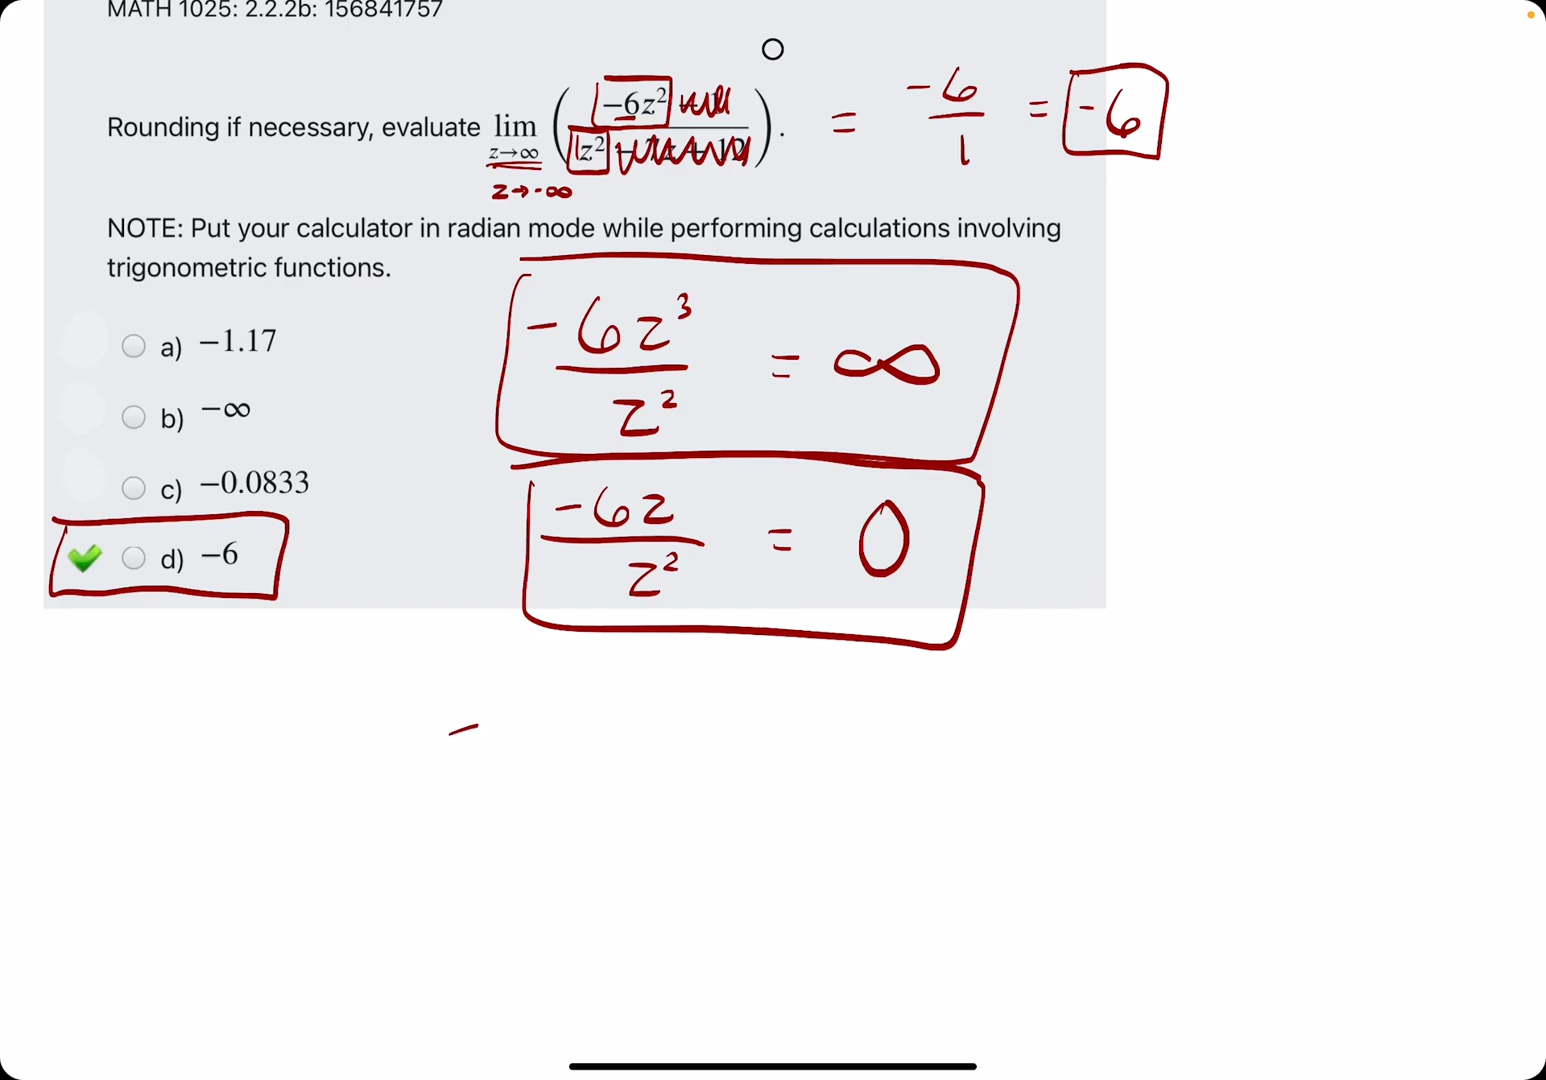 MATH 1025: 2.2.2b: 156841757
Rounding if necessary, evaluate lim z→∞ (−6z² / 1z²). = -6/1 = -6
z→-∞
NOTE: Put your calculator in radian mode while performing calculations involving
trigonometric functions.
-6z³ / z² = ∞
a) −1.17
b) −∞
c) −0.0833
-6z / z² = 0
d) −6